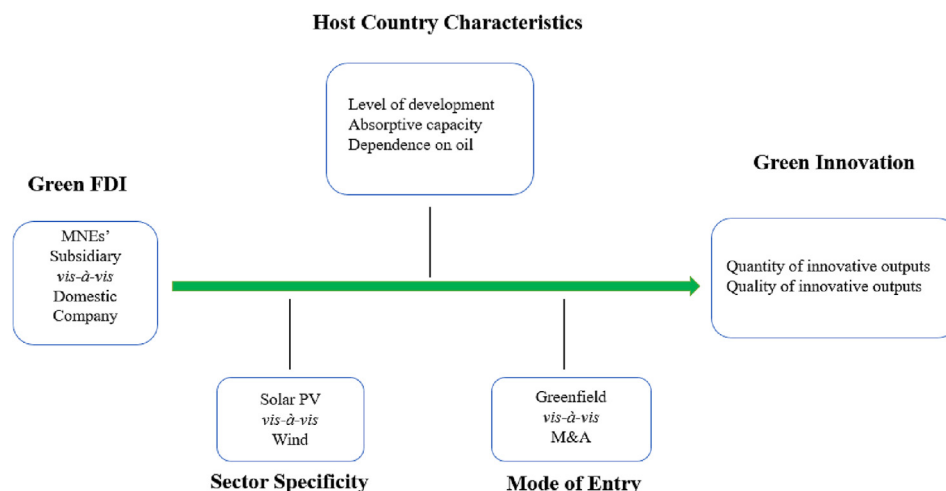 Host Country Characteristics
Level of development
Absorptive capacity
Dependence on oil
Green FDI
MNEs'
Subsidiary
vis-à-vis
Domestic
Company
Green Innovation
Quantity of innovative outputs
Quality of innovative outputs
Solar PV
vis-à-vis
Wind
Sector Specificity
Greenfield
vis-à-vis
M&A
Mode of Entry